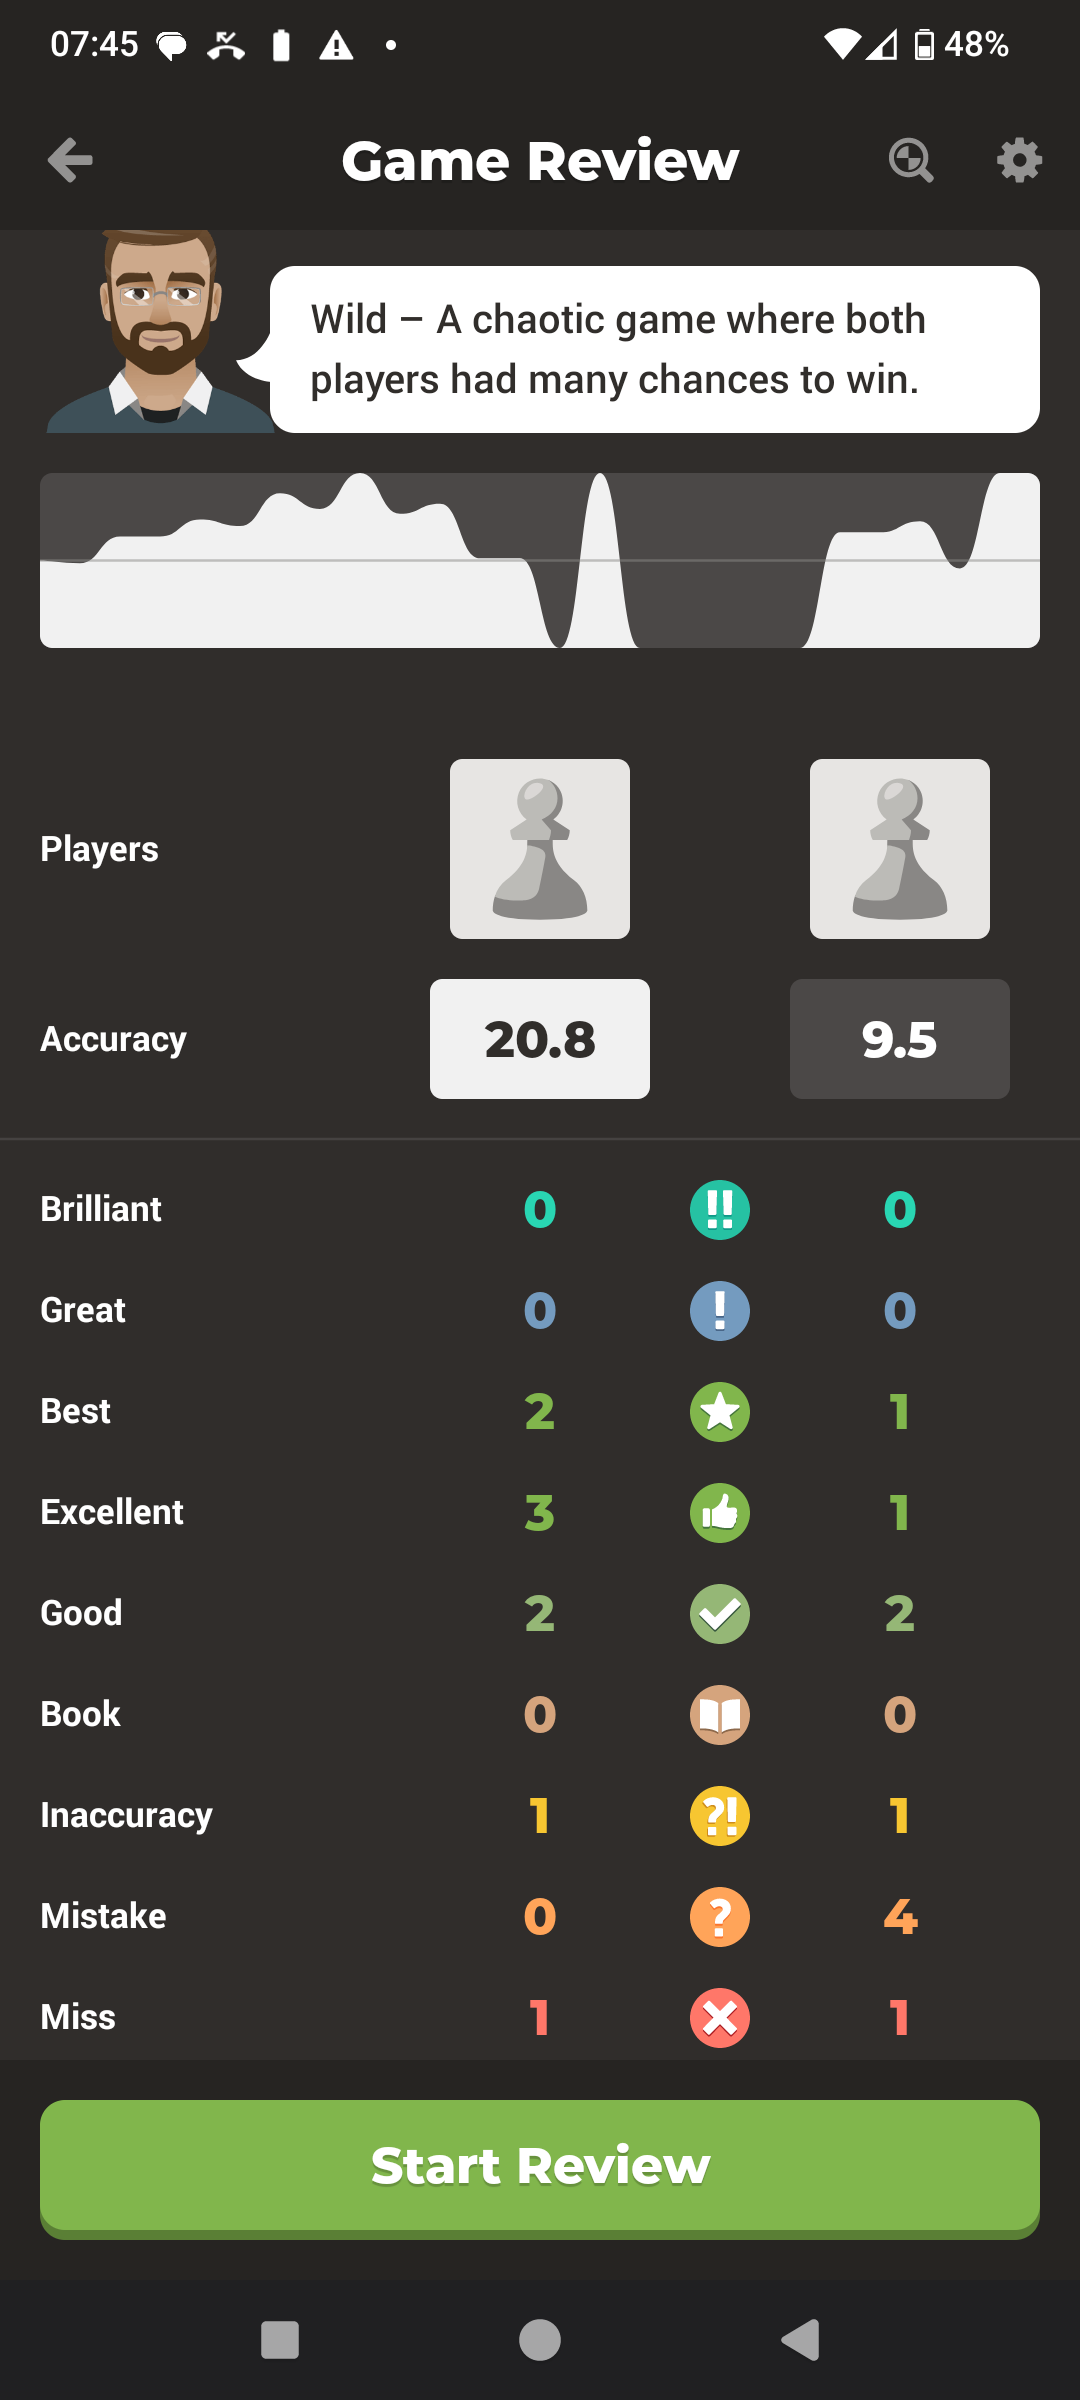 07:45 48%
Game Review
Wild – A chaotic game where both
players had many chances to win.
Players
Accuracy 20.8 9.5
Brilliant 0 !! 0
Great 0 ! 0
Best 2 1
Excellent 3 1
Good 2 2
Book 0 0
Inaccuracy 1 ?! 1
Mistake 0 ? 4
Miss 1 1
Start Review